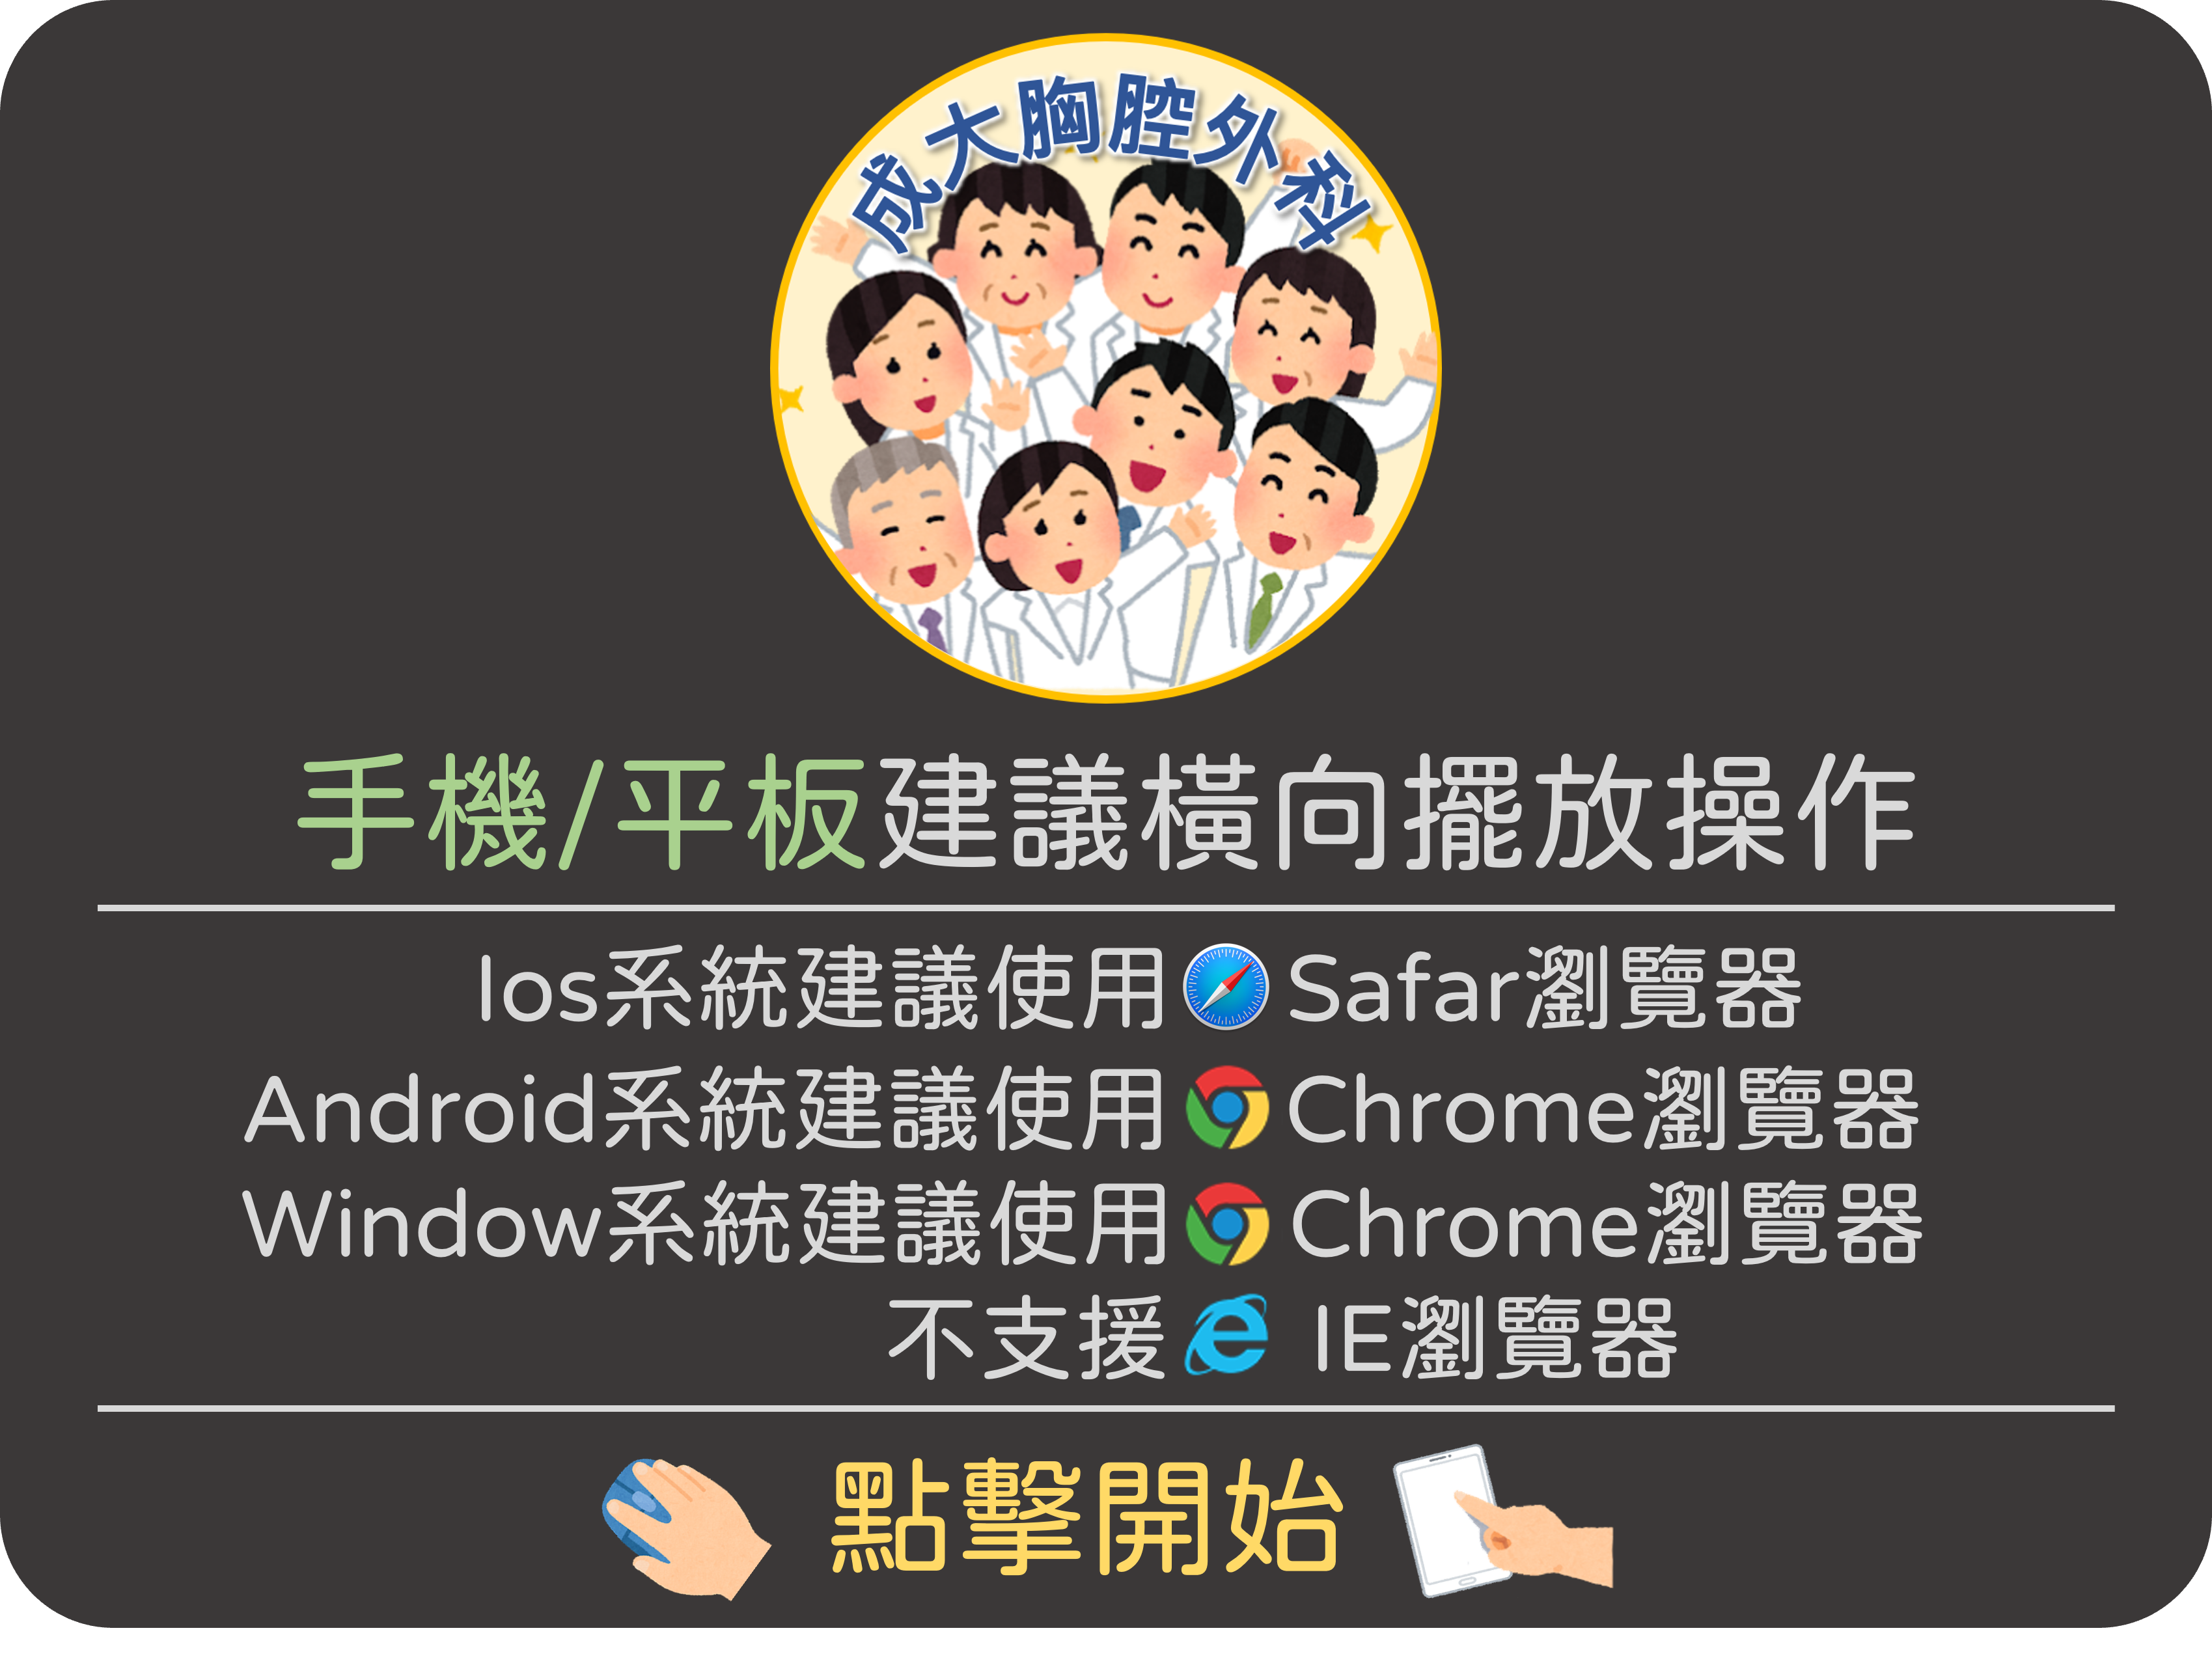 成大胸腔外科
手機/平板建議橫向擺放操作
Ios系統建議使用Safar瀏覽器
Android系統建議使用Chrome瀏覽器
Window系統建議使用Chrome瀏覽器
不支援 IE瀏覽器
點擊開始